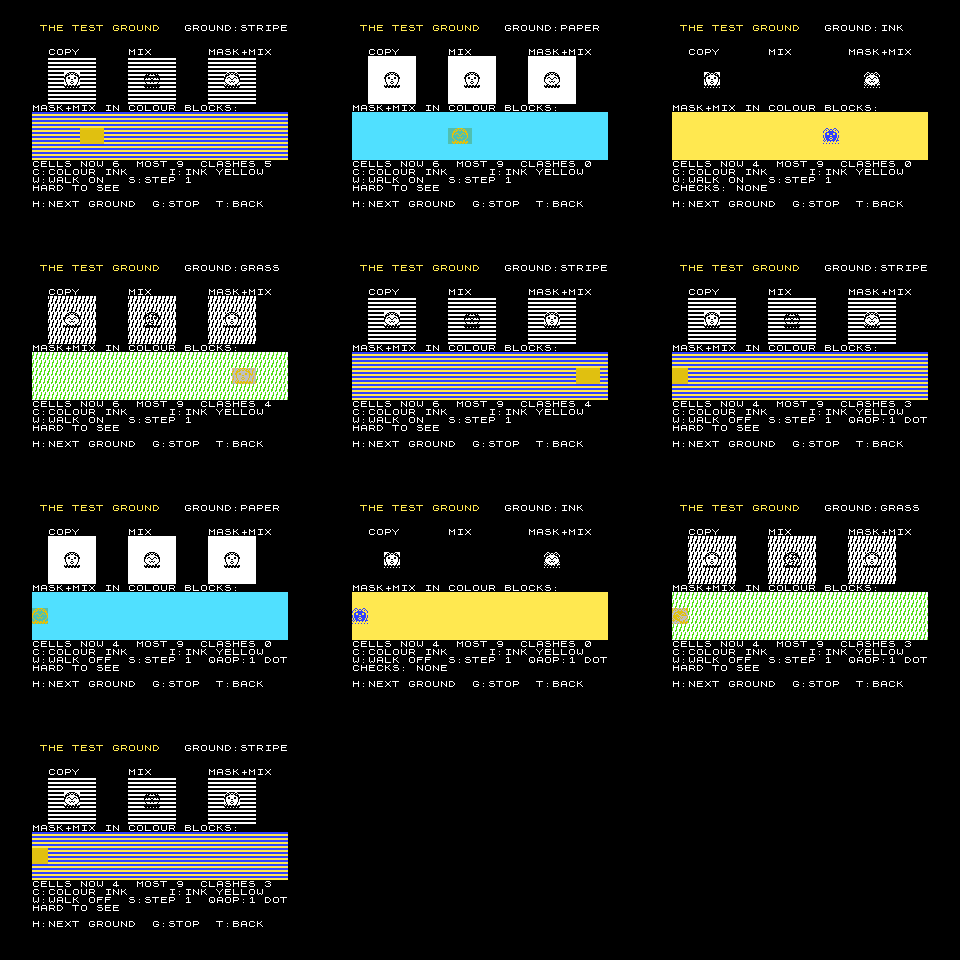 THE TEST GROUND   GROUND:STRIPE
COPY      MIX       MASK+MIX
MASK+MIX IN COLOUR BLOCKS:
CELLS NOW 6  MOST 9  CLASHES 5
C:COLOUR INK     I:INK YELLOW
W:WALK ON   S:STEP 1
HARD TO SEE
H:NEXT GROUND  G:STOP  T:BACK
THE TEST GROUND   GROUND:PAPER
COPY      MIX       MASK+MIX
MASK+MIX IN COLOUR BLOCKS:
CELLS NOW 6  MOST 9  CLASHES 0
C:COLOUR INK     I:INK YELLOW
W:WALK ON   S:STEP 1
HARD TO SEE
H:NEXT GROUND  G:STOP  T:BACK
THE TEST GROUND   GROUND:INK
COPY      MIX       MASK+MIX
MASK+MIX IN COLOUR BLOCKS:
CELLS NOW 4  MOST 9  CLASHES 0
C:COLOUR INK     I:INK YELLOW
W:WALK ON   S:STEP 1
CHECKS: NONE
H:NEXT GROUND  G:STOP  T:BACK
THE TEST GROUND   GROUND:GRASS
COPY      MIX       MASK+MIX
MASK+MIX IN COLOUR BLOCKS:
CELLS NOW 6  MOST 9  CLASHES 4
C:COLOUR INK     I:INK YELLOW
W:WALK ON   S:STEP 1
HARD TO SEE
H:NEXT GROUND  G:STOP  T:BACK
THE TEST GROUND   GROUND:STRIPE
COPY      MIX       MASK+MIX
MASK+MIX IN COLOUR BLOCKS:
CELLS NOW 6  MOST 9  CLASHES 4
C:COLOUR INK     I:INK YELLOW
W:WALK ON   S:STEP 1
HARD TO SEE
H:NEXT GROUND  G:STOP  T:BACK
THE TEST GROUND   GROUND:STRIPE
COPY      MIX       MASK+MIX
MASK+MIX IN COLOUR BLOCKS:
CELLS NOW 4  MOST 9  CLASHES 3
C:COLOUR INK     I:INK YELLOW
W:WALK OFF  S:STEP 1  QAOP:1 DOT
HARD TO SEE
H:NEXT GROUND  G:STOP  T:BACK
THE TEST GROUND   GROUND:PAPER
COPY      MIX       MASK+MIX
MASK+MIX IN COLOUR BLOCKS:
CELLS NOW 4  MOST 9  CLASHES 0
C:COLOUR INK     I:INK YELLOW
W:WALK OFF  S:STEP 1  QAOP:1 DOT
HARD TO SEE
H:NEXT GROUND  G:STOP  T:BACK
THE TEST GROUND   GROUND:INK
COPY      MIX       MASK+MIX
MASK+MIX IN COLOUR BLOCKS:
CELLS NOW 4  MOST 9  CLASHES 0
C:COLOUR INK     I:INK YELLOW
W:WALK OFF  S:STEP 1  QAOP:1 DOT
CHECKS: NONE
H:NEXT GROUND  G:STOP  T:BACK
THE TEST GROUND   GROUND:GRASS
COPY      MIX       MASK+MIX
MASK+MIX IN COLOUR BLOCKS:
CELLS NOW 4  MOST 9  CLASHES 3
C:COLOUR INK     I:INK YELLOW
W:WALK OFF  S:STEP 1  QAOP:1 DOT
HARD TO SEE
H:NEXT GROUND  G:STOP  T:BACK
THE TEST GROUND   GROUND:STRIPE
COPY      MIX       MASK+MIX
MASK+MIX IN COLOUR BLOCKS:
CELLS NOW 4  MOST 9  CLASHES 3
C:COLOUR INK     I:INK YELLOW
W:WALK OFF  S:STEP 1  QAOP:1 DOT
HARD TO SEE
H:NEXT GROUND  G:STOP  T:BACK